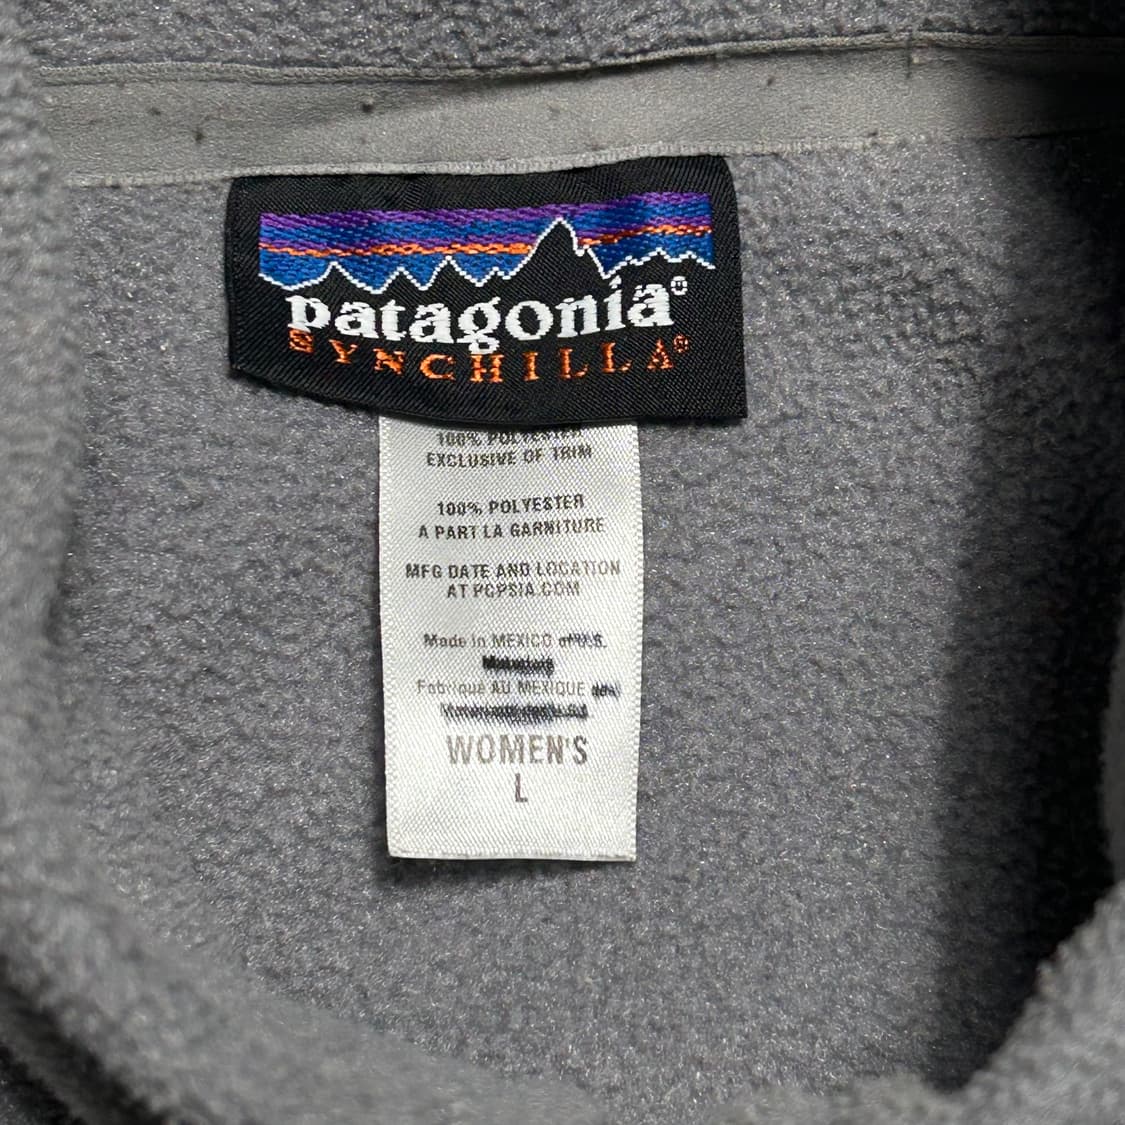 patagonia®
SYNCHILLA®
100% POLYESTER
EXCLUSIVE OF TRIM
100% POLYESTER
A PART LA GARNITURE
MFG DATE AND LOCATION
AT PCPSIA.COM
Made in MEXICO of U.S.
Fabriqué AU MEXIQUE
WOMEN'S
L